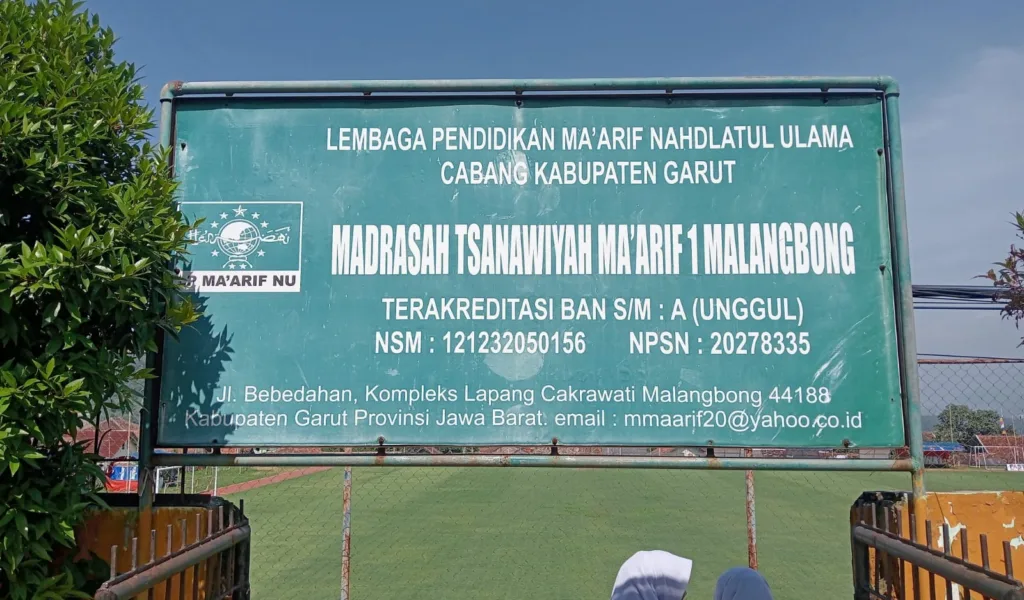 LEMBAGA PENDIDIKAN MA'ARIF NAHDLATUL ULAMA
CABANG KABUPATEN GARUT
MA'ARIF NU
MADRASAH TSANAWIYAH MA'ARIF 1 MALANGBONG
TERAKREDITASI BAN S/M : A (UNGGUL)
NSM : 121232050156 NPSN : 20278335
Jl. Bebedahan, Kompleks Lapang Cakrawati Malangbong 44188
Kabupaten Garut Provinsi Jawa Barat. email : mmaarif20@yahoo.co.id